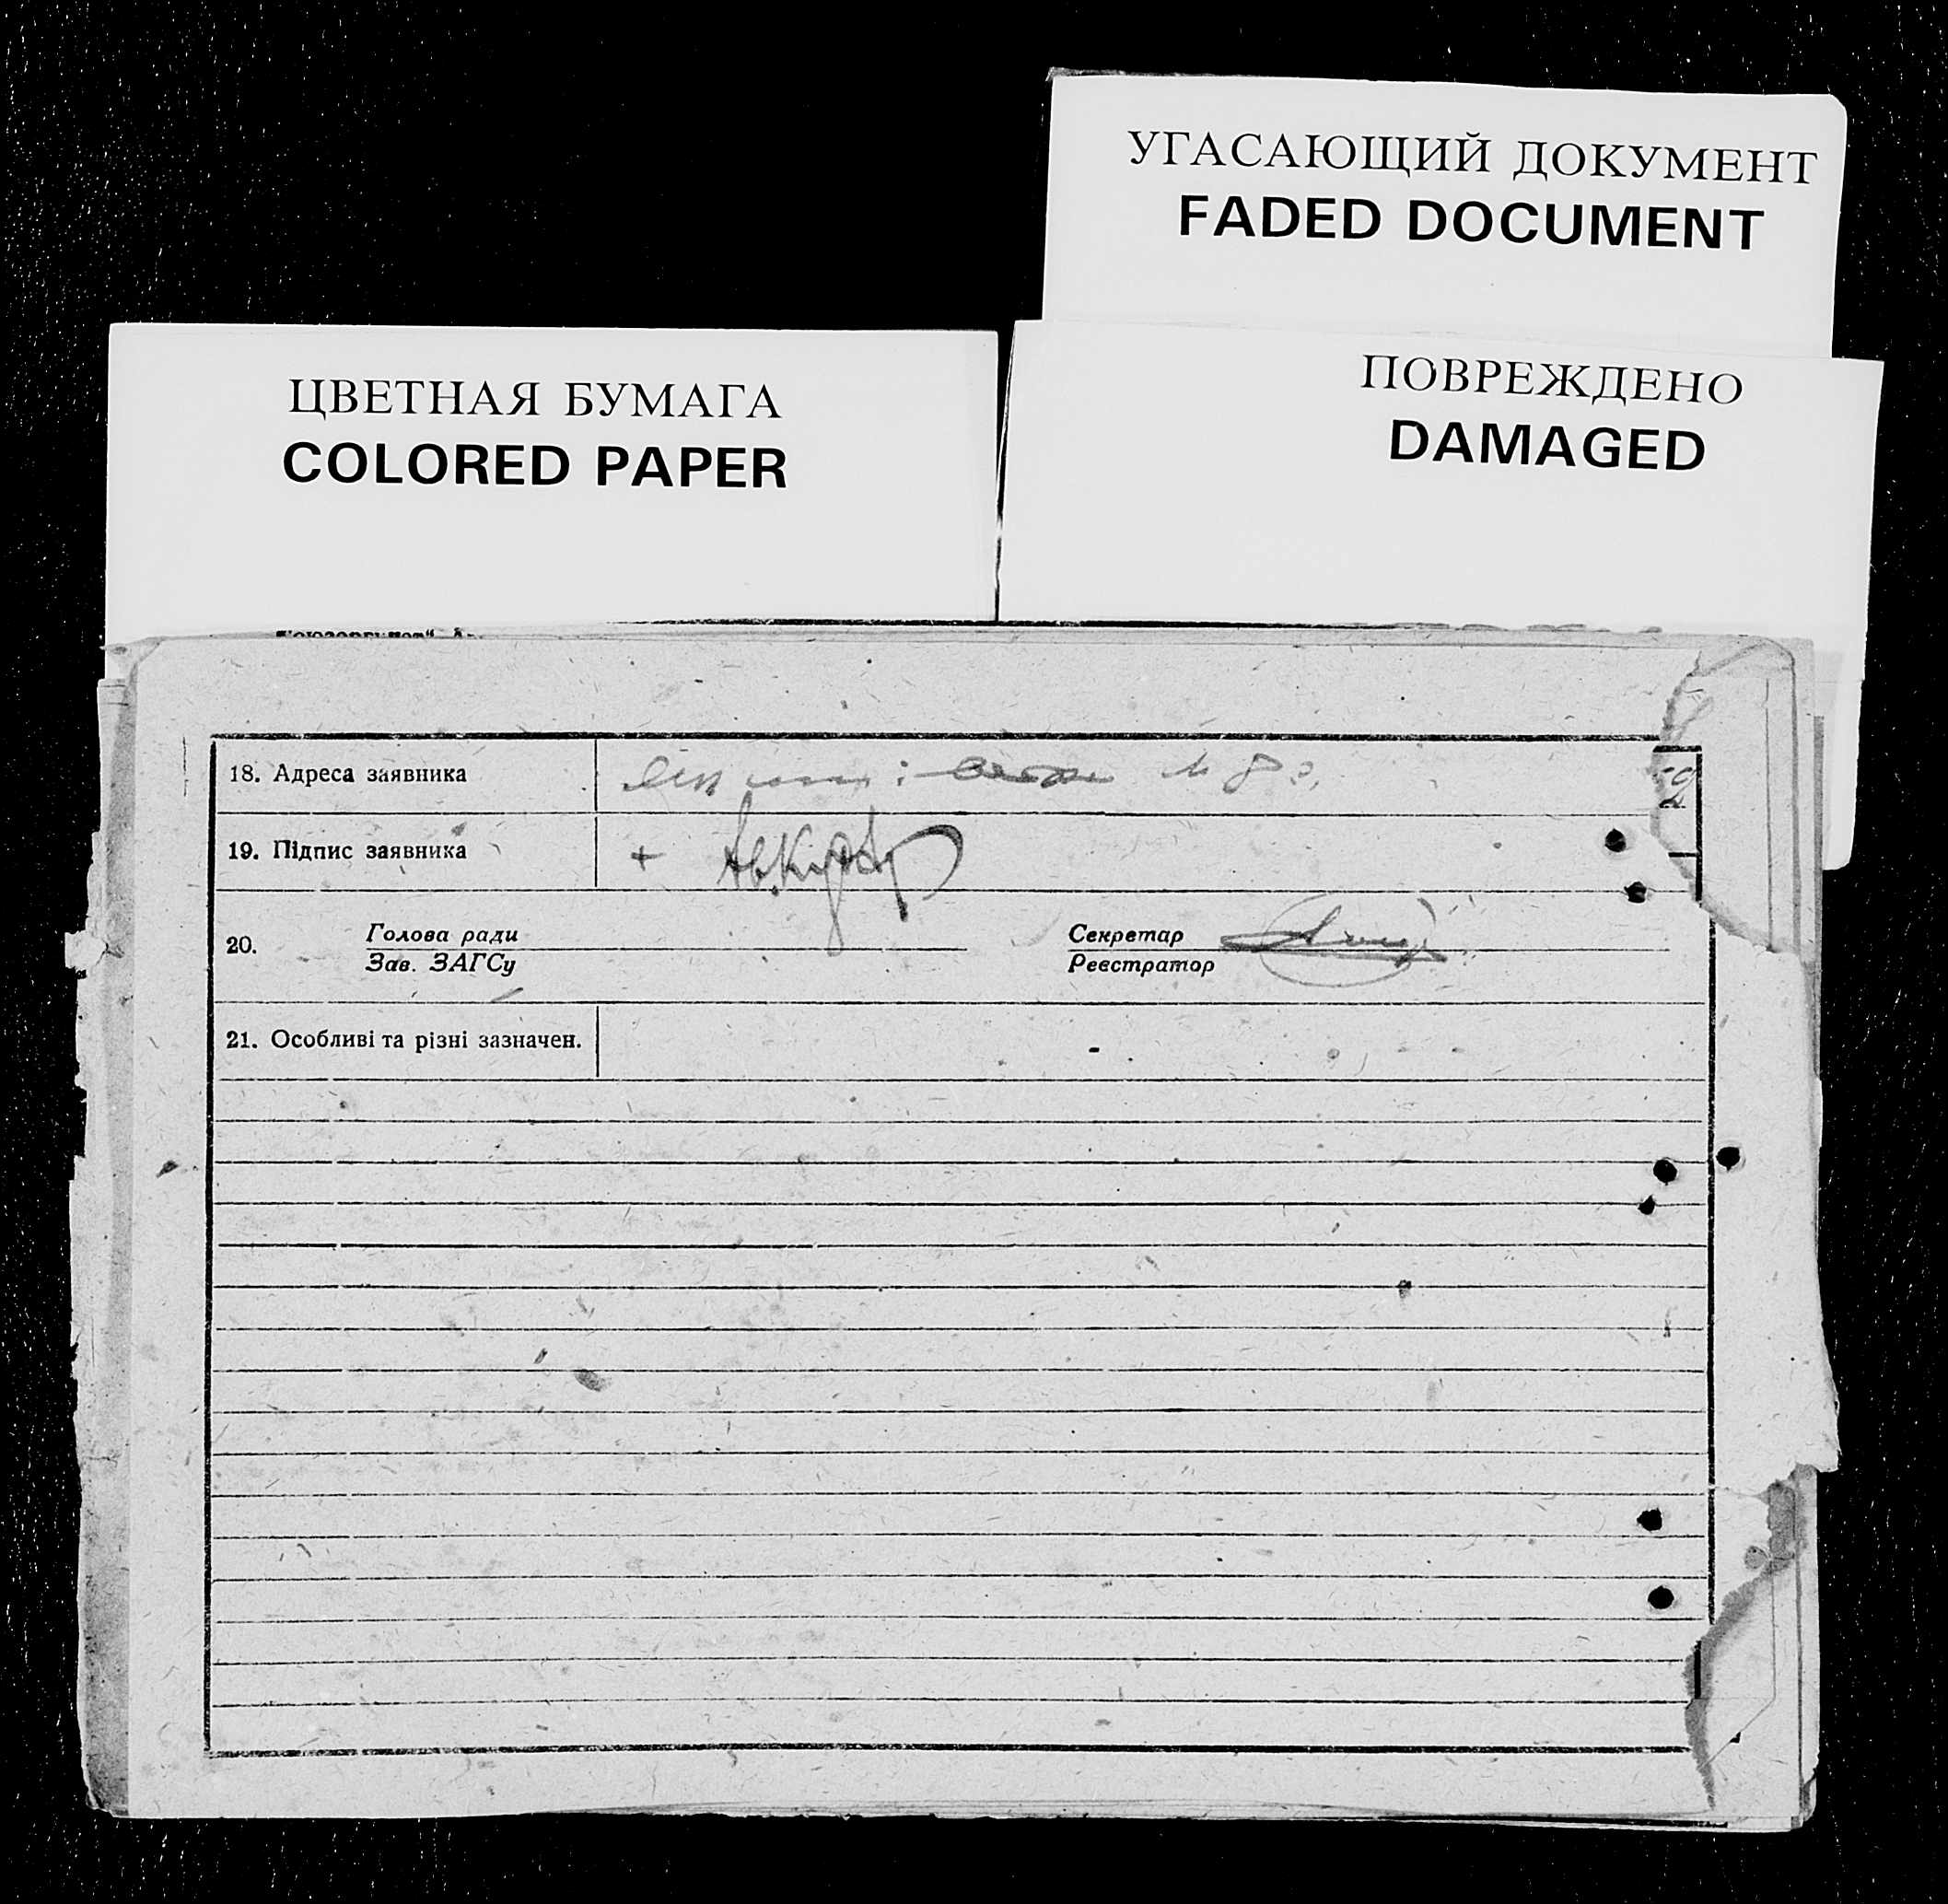 УГАСАЮЩИЙ ДОКУМЕНТ
FADED DOCUMENT
ЦВЕТНАЯ БУМАГА
COLORED PAPER
ПОВРЕЖДЕНО
DAMAGED
18. Адреса заявника
19. Підпис заявника +
20. Голова ради
Зав. ЗАГСу
Секретар
Реєстратор
21. Особливі та різні зазначен.